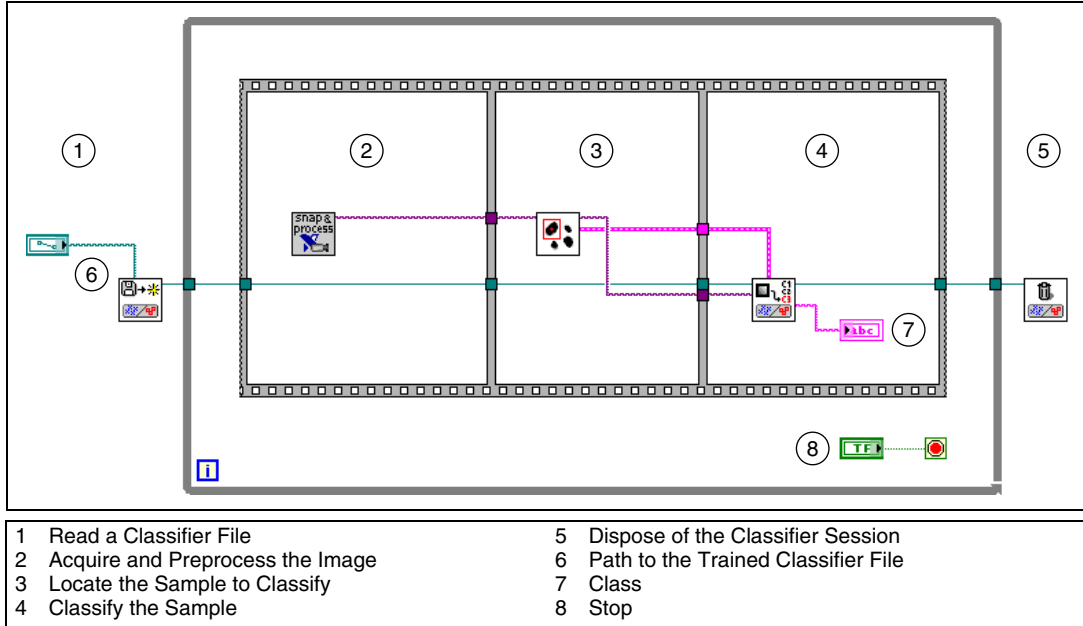 1
2
3
4
5
snap &
process
6
C1
C2
C3
abc
7
8
TF
i
1 Read a Classifier File
2 Acquire and Preprocess the Image
3 Locate the Sample to Classify
4 Classify the Sample
5 Dispose of the Classifier Session
6 Path to the Trained Classifier File
7 Class
8 Stop